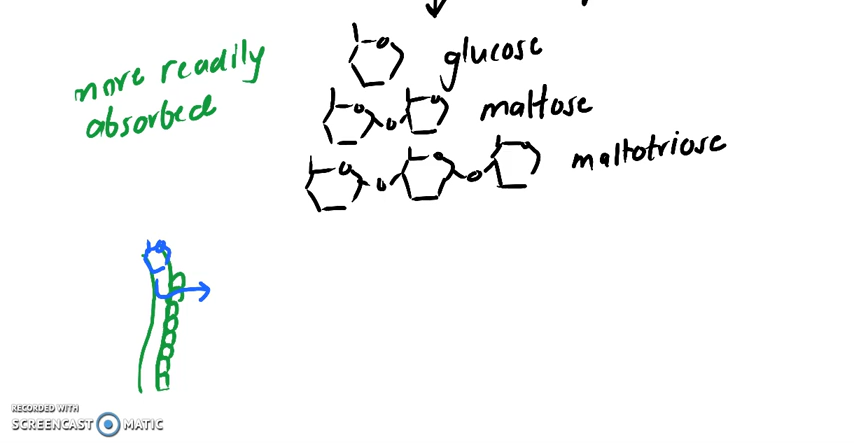 glucose
more readily
absorbed
maltose
maltotriose
RECORDED WITH
SCREENCAST MATIC